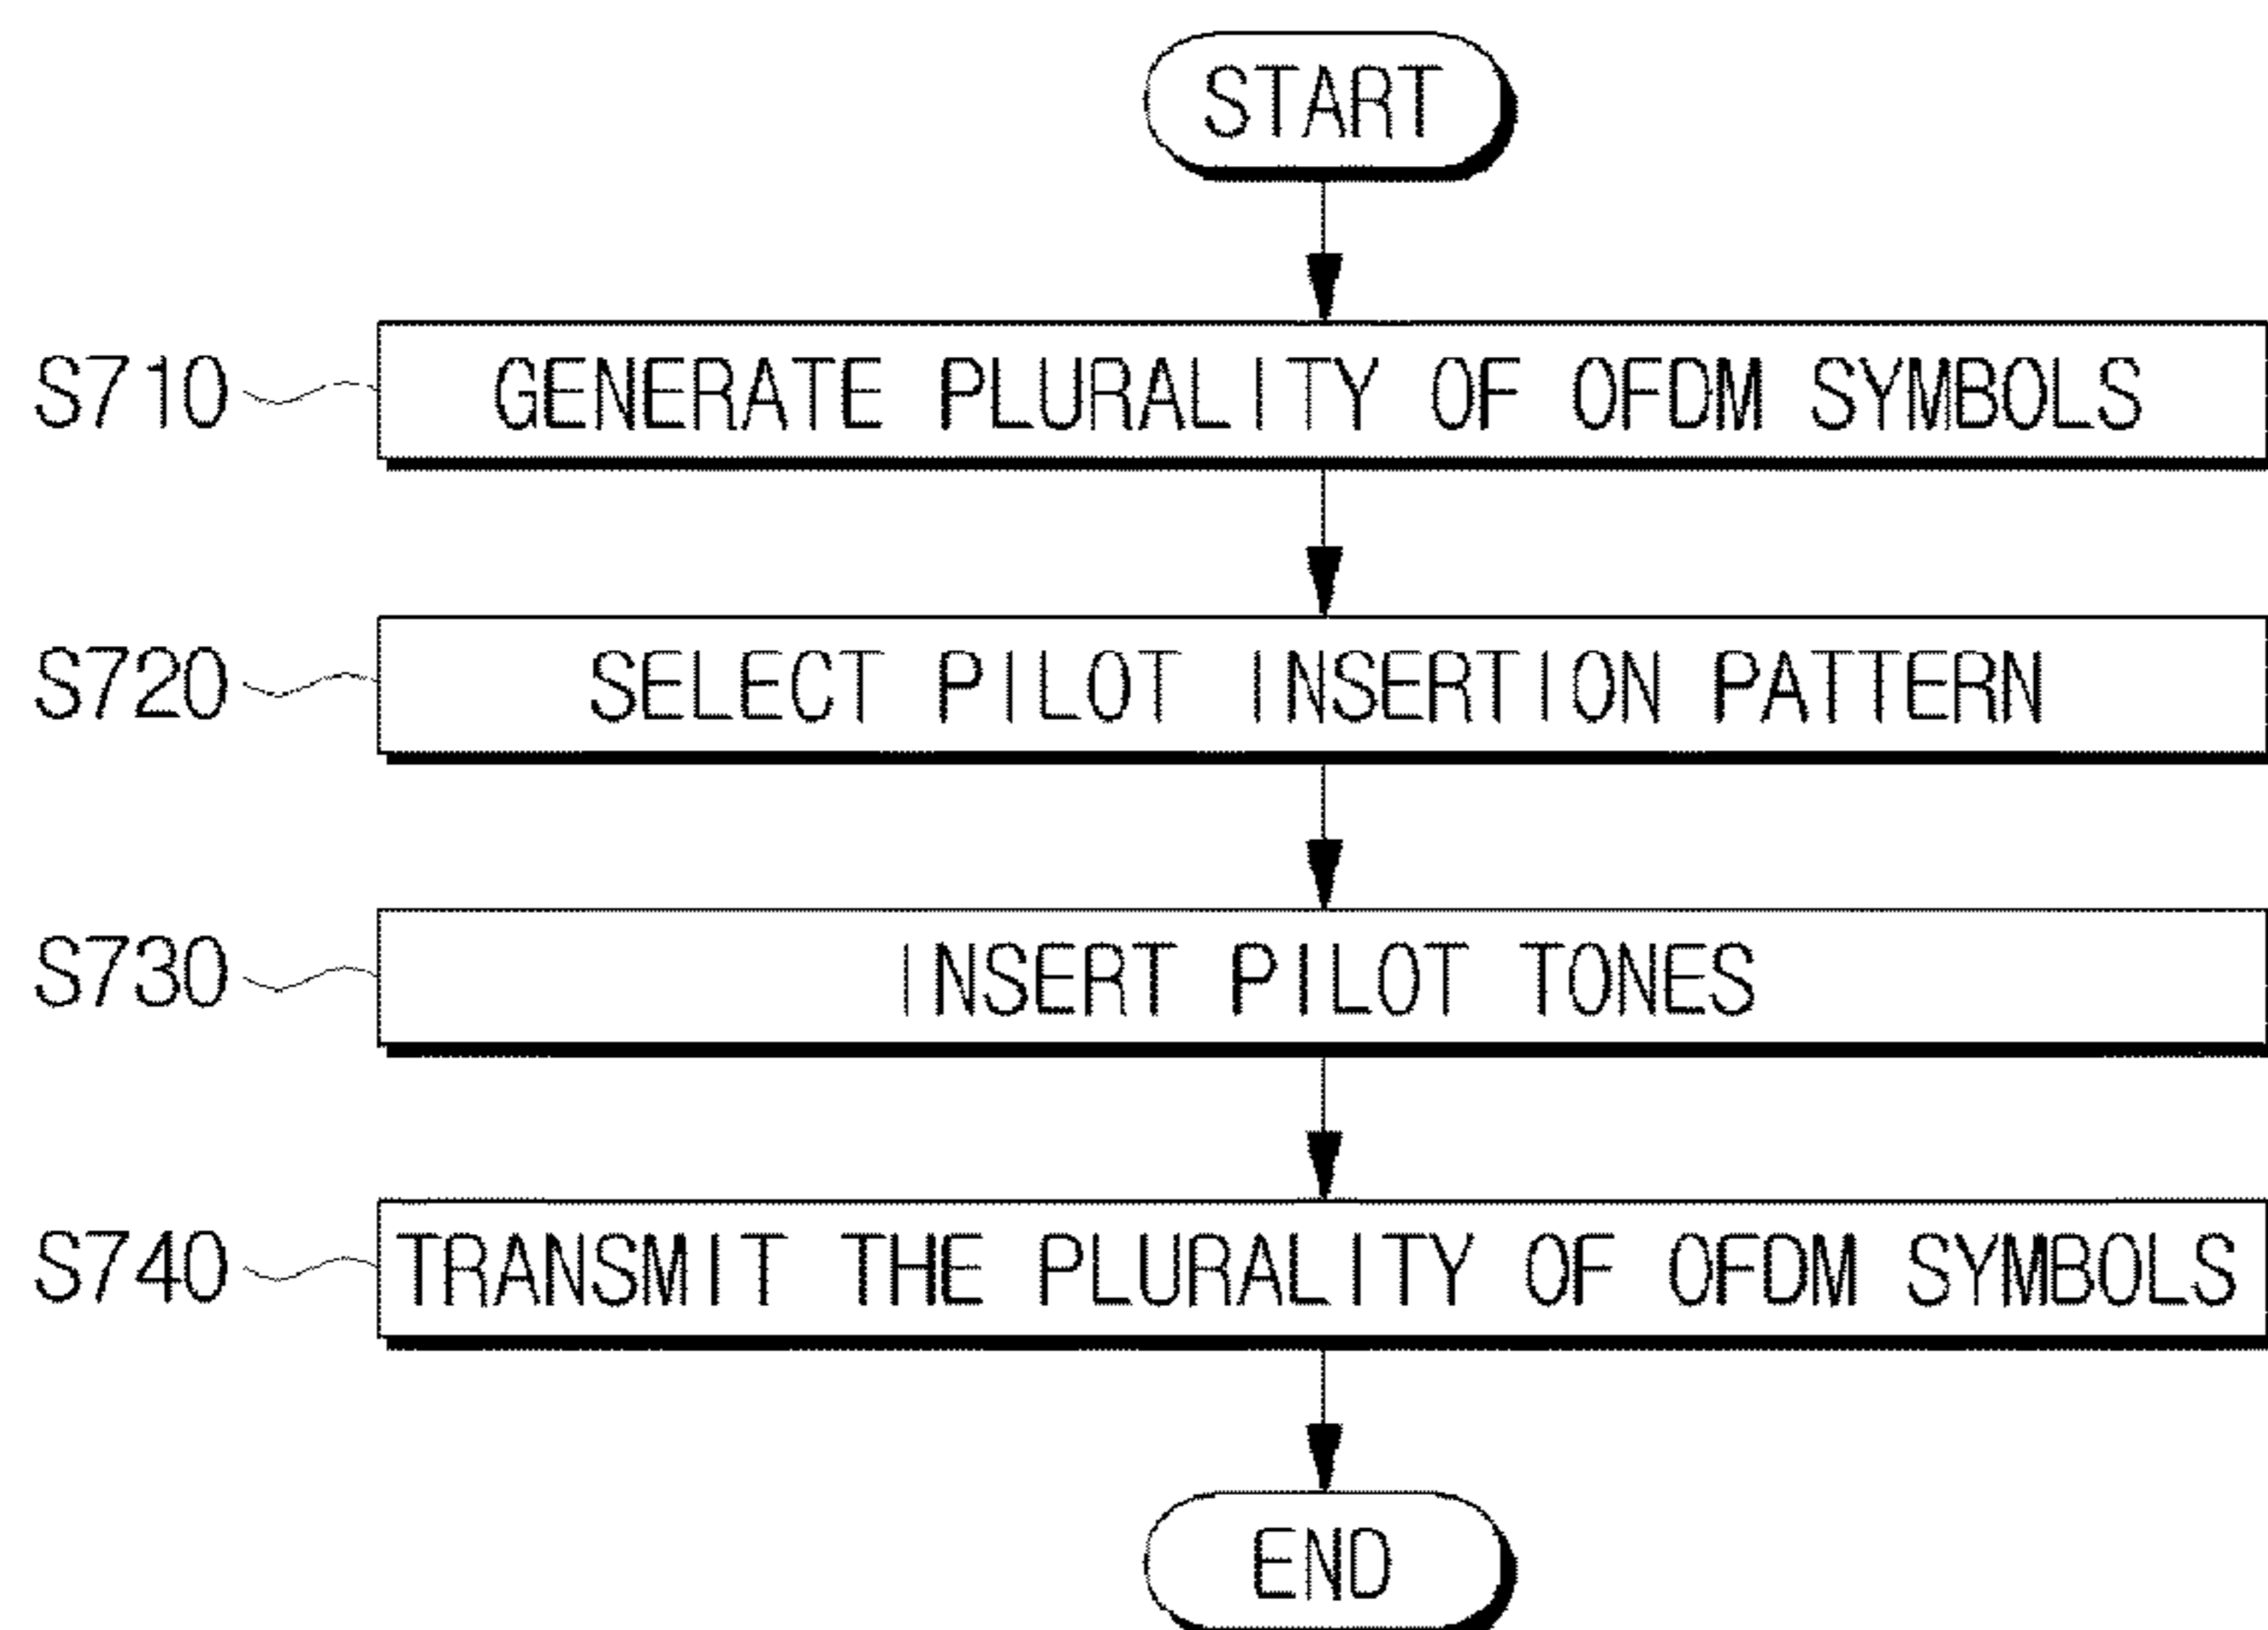 START
S710 GENERATE PLURALITY OF OFDM SYMBOLS
S720 SELECT PILOT INSERTION PATTERN
S730 INSERT PILOT TONES
S740 TRANSMIT THE PLURALITY OF OFDM SYMBOLS
END